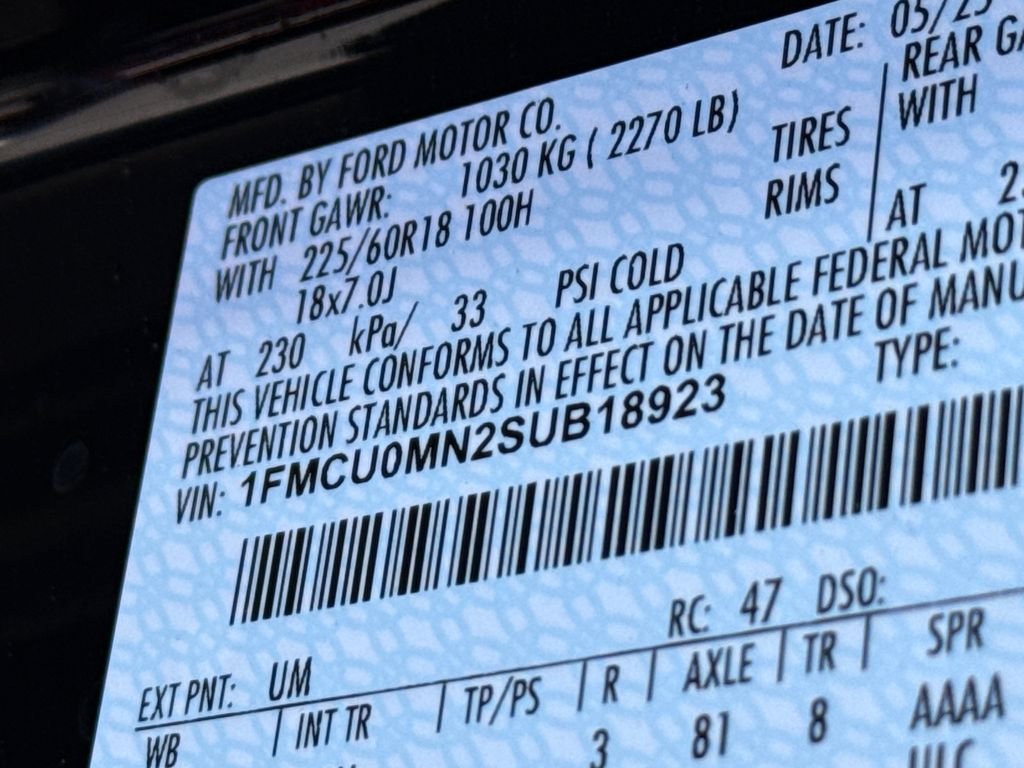 DATE: 05/25
MFD. BY FORD MOTOR CO.
FRONT GAWR: 1030 KG ( 2270 LB)
WITH 225/60R18 100H TIRES
18x7.0J RIMS
AT 230 kPa/ 33 PSI COLD
REAR
WITH
AT
THIS VEHICLE CONFORMS TO ALL APPLICABLE FEDERAL
PREVENTION STANDARDS IN EFFECT ON THE DATE OF
VIN: 1FMCU0MN2SUB18923
TYPE:
EXT PNT: UM RC: 47 DSO:
WB INT TR TP/PS R AXLE TR SPR
3 81 8 AAAA